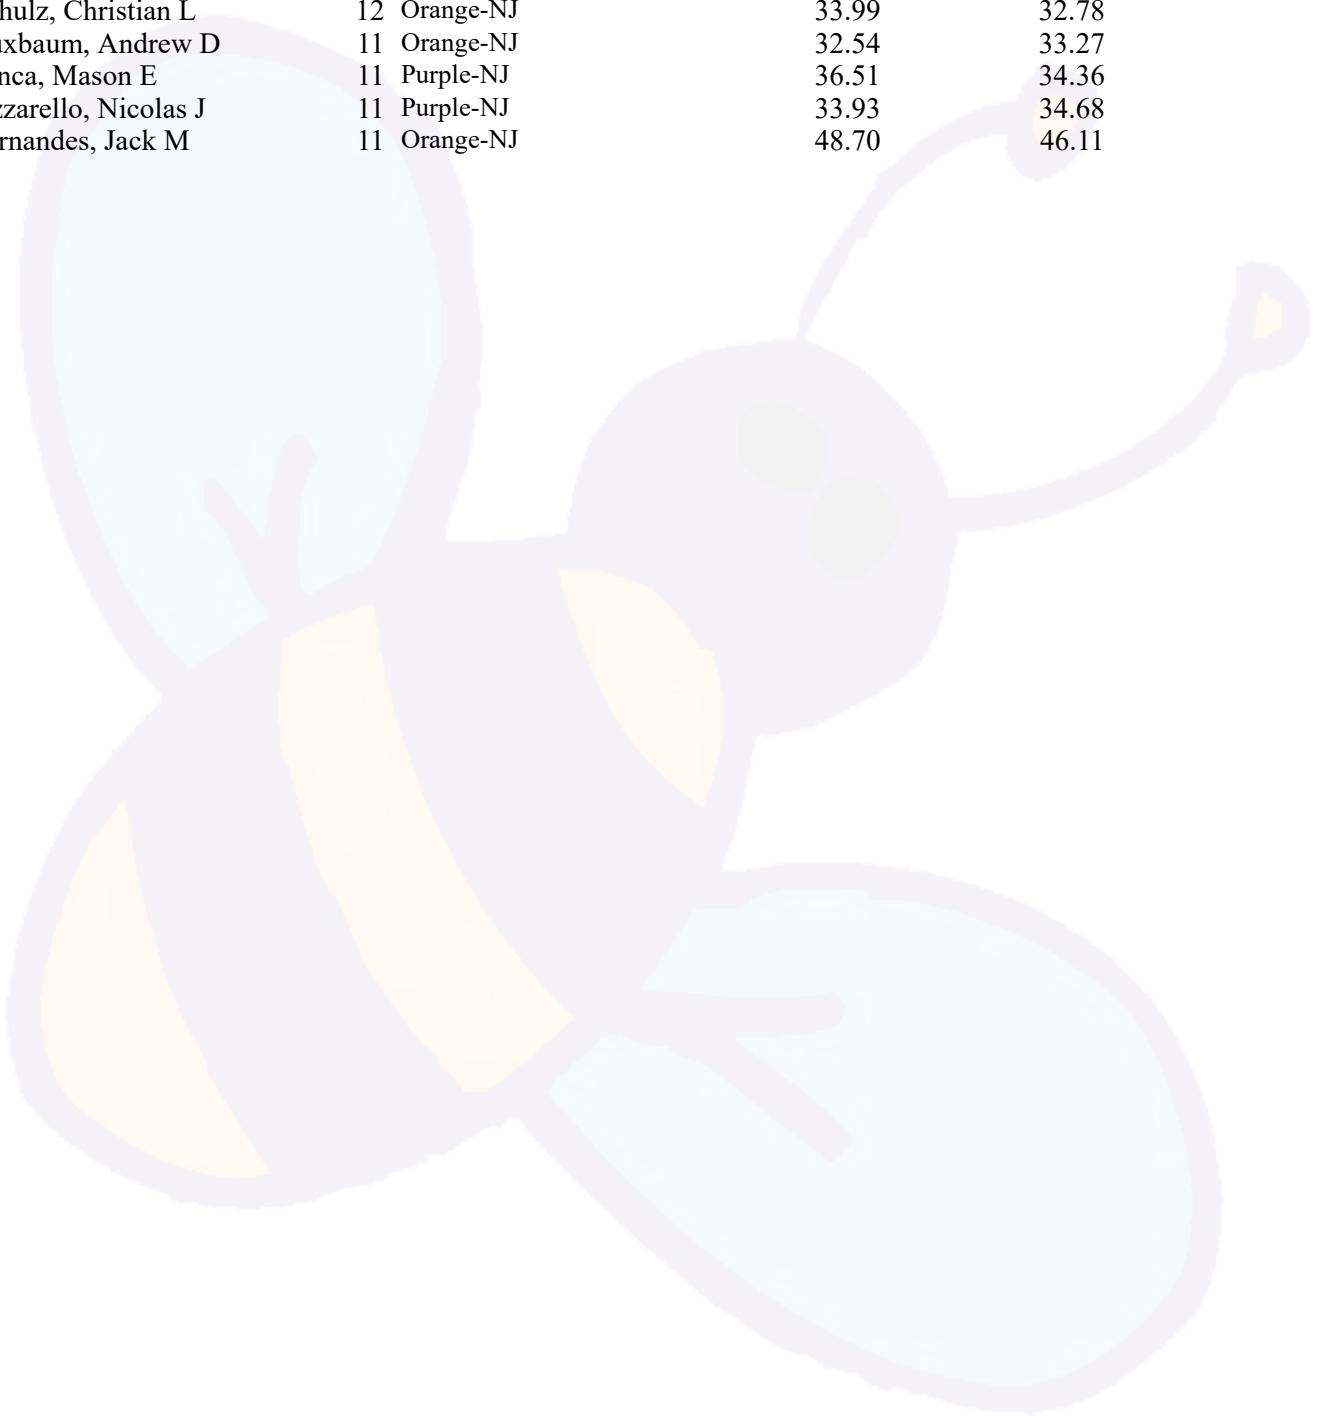 hulz, Christian L 12 Orange-NJ 33.99 32.78
uxbaum, Andrew D 11 Orange-NJ 32.54 33.27
nca, Mason E 11 Purple-NJ 36.51 34.36
zzarello, Nicolas J 11 Purple-NJ 33.93 34.68
rnandes, Jack M 11 Orange-NJ 48.70 46.11